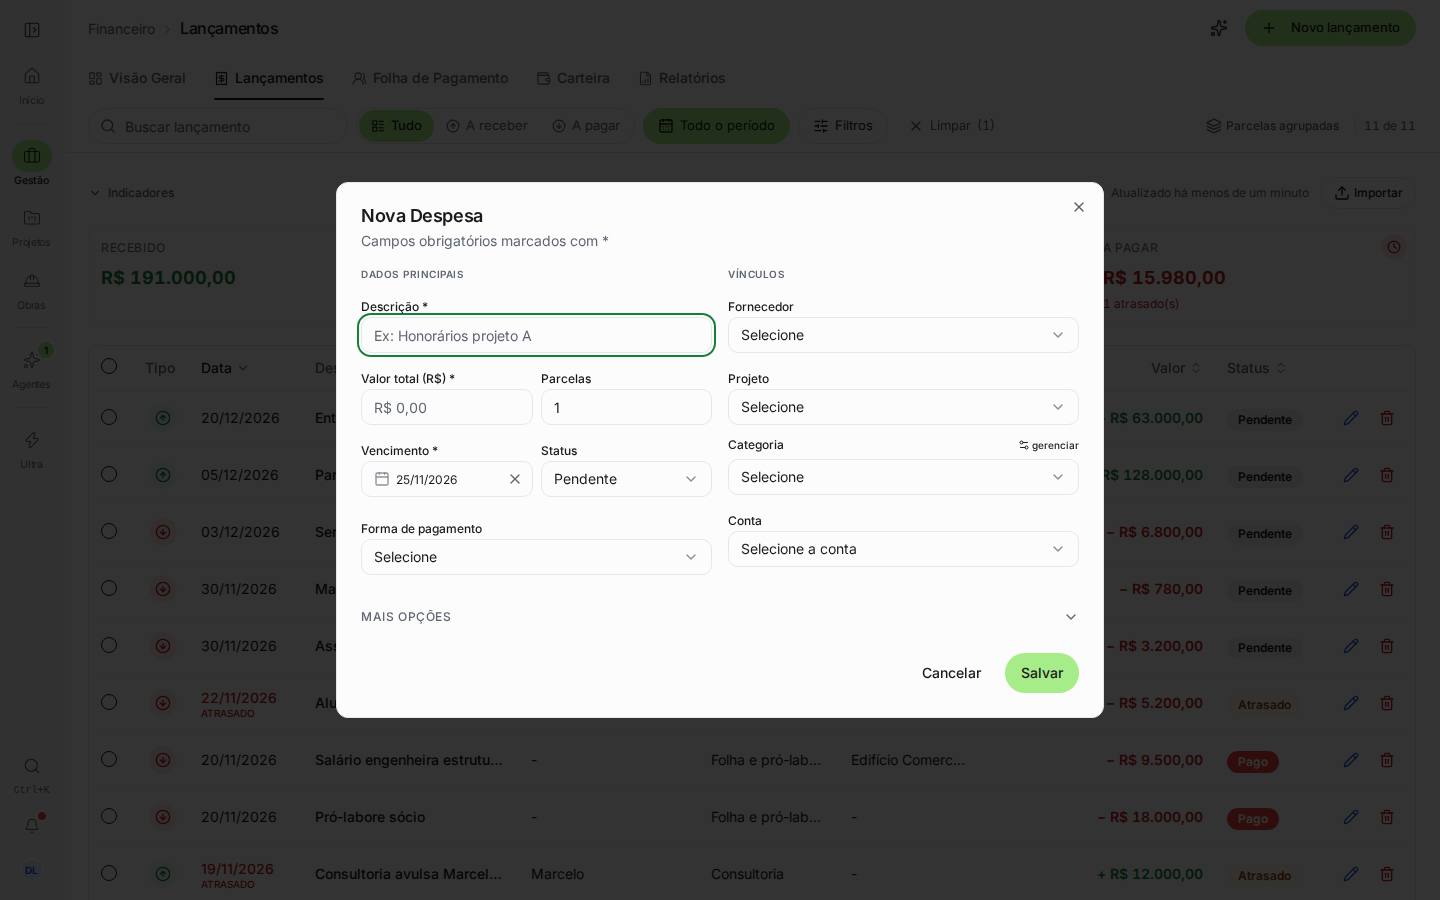 Financeiro > Lançamentos
Novo lançamento
Início
Gestão
Projetos
Obras
1
Agentes
Ultra
Ctrl+K
DL
Visão Geral
Lançamentos
Folha de Pagamento
Carteira
Relatórios
Buscar lançamento
Tudo
A receber
A pagar
Todo o período
Filtros
Limpar (1)
Parcelas agrupadas
11 de 11
Indicadores
Atualizado há menos de um minuto
Importar
RECEBIDO
R$ 191.000,00
A PAGAR
R$ 15.980,00
1 atrasado(s)
Nova Despesa
Campos obrigatórios marcados com *
DADOS PRINCIPAIS
Descrição *
Ex: Honorários projeto A
Valor total (R$) *
R$ 0,00
Parcelas
1
Vencimento *
25/11/2026
Status
Pendente
Forma de pagamento
Selecione
VÍNCULOS
Fornecedor
Selecione
Projeto
Selecione
Categoria
gerenciar
Selecione
Conta
Selecione a conta
MAIS OPÇÕES
Cancelar
Salvar
Tipo Data Valor Status
20/12/2026 R$ 63.000,00 Pendente
05/12/2026 R$ 128.000,00 Pendente
03/12/2026 – R$ 6.800,00 Pendente
30/11/2026 – R$ 780,00 Pendente
30/11/2026 – R$ 3.200,00 Pendente
22/11/2026 – R$ 5.200,00 Atrasado
ATRASADO
20/11/2026 Salário engenheira estrutu... - Folha e pró-lab... Edifício Comerc... – R$ 9.500,00 Pago
20/11/2026 Pró-labore sócio - Folha e pró-lab... - – R$ 18.000,00 Pago
19/11/2026 Consultoria avulsa Marcel... Marcelo Consultoria - + R$ 12.000,00 Atrasado
ATRASADO